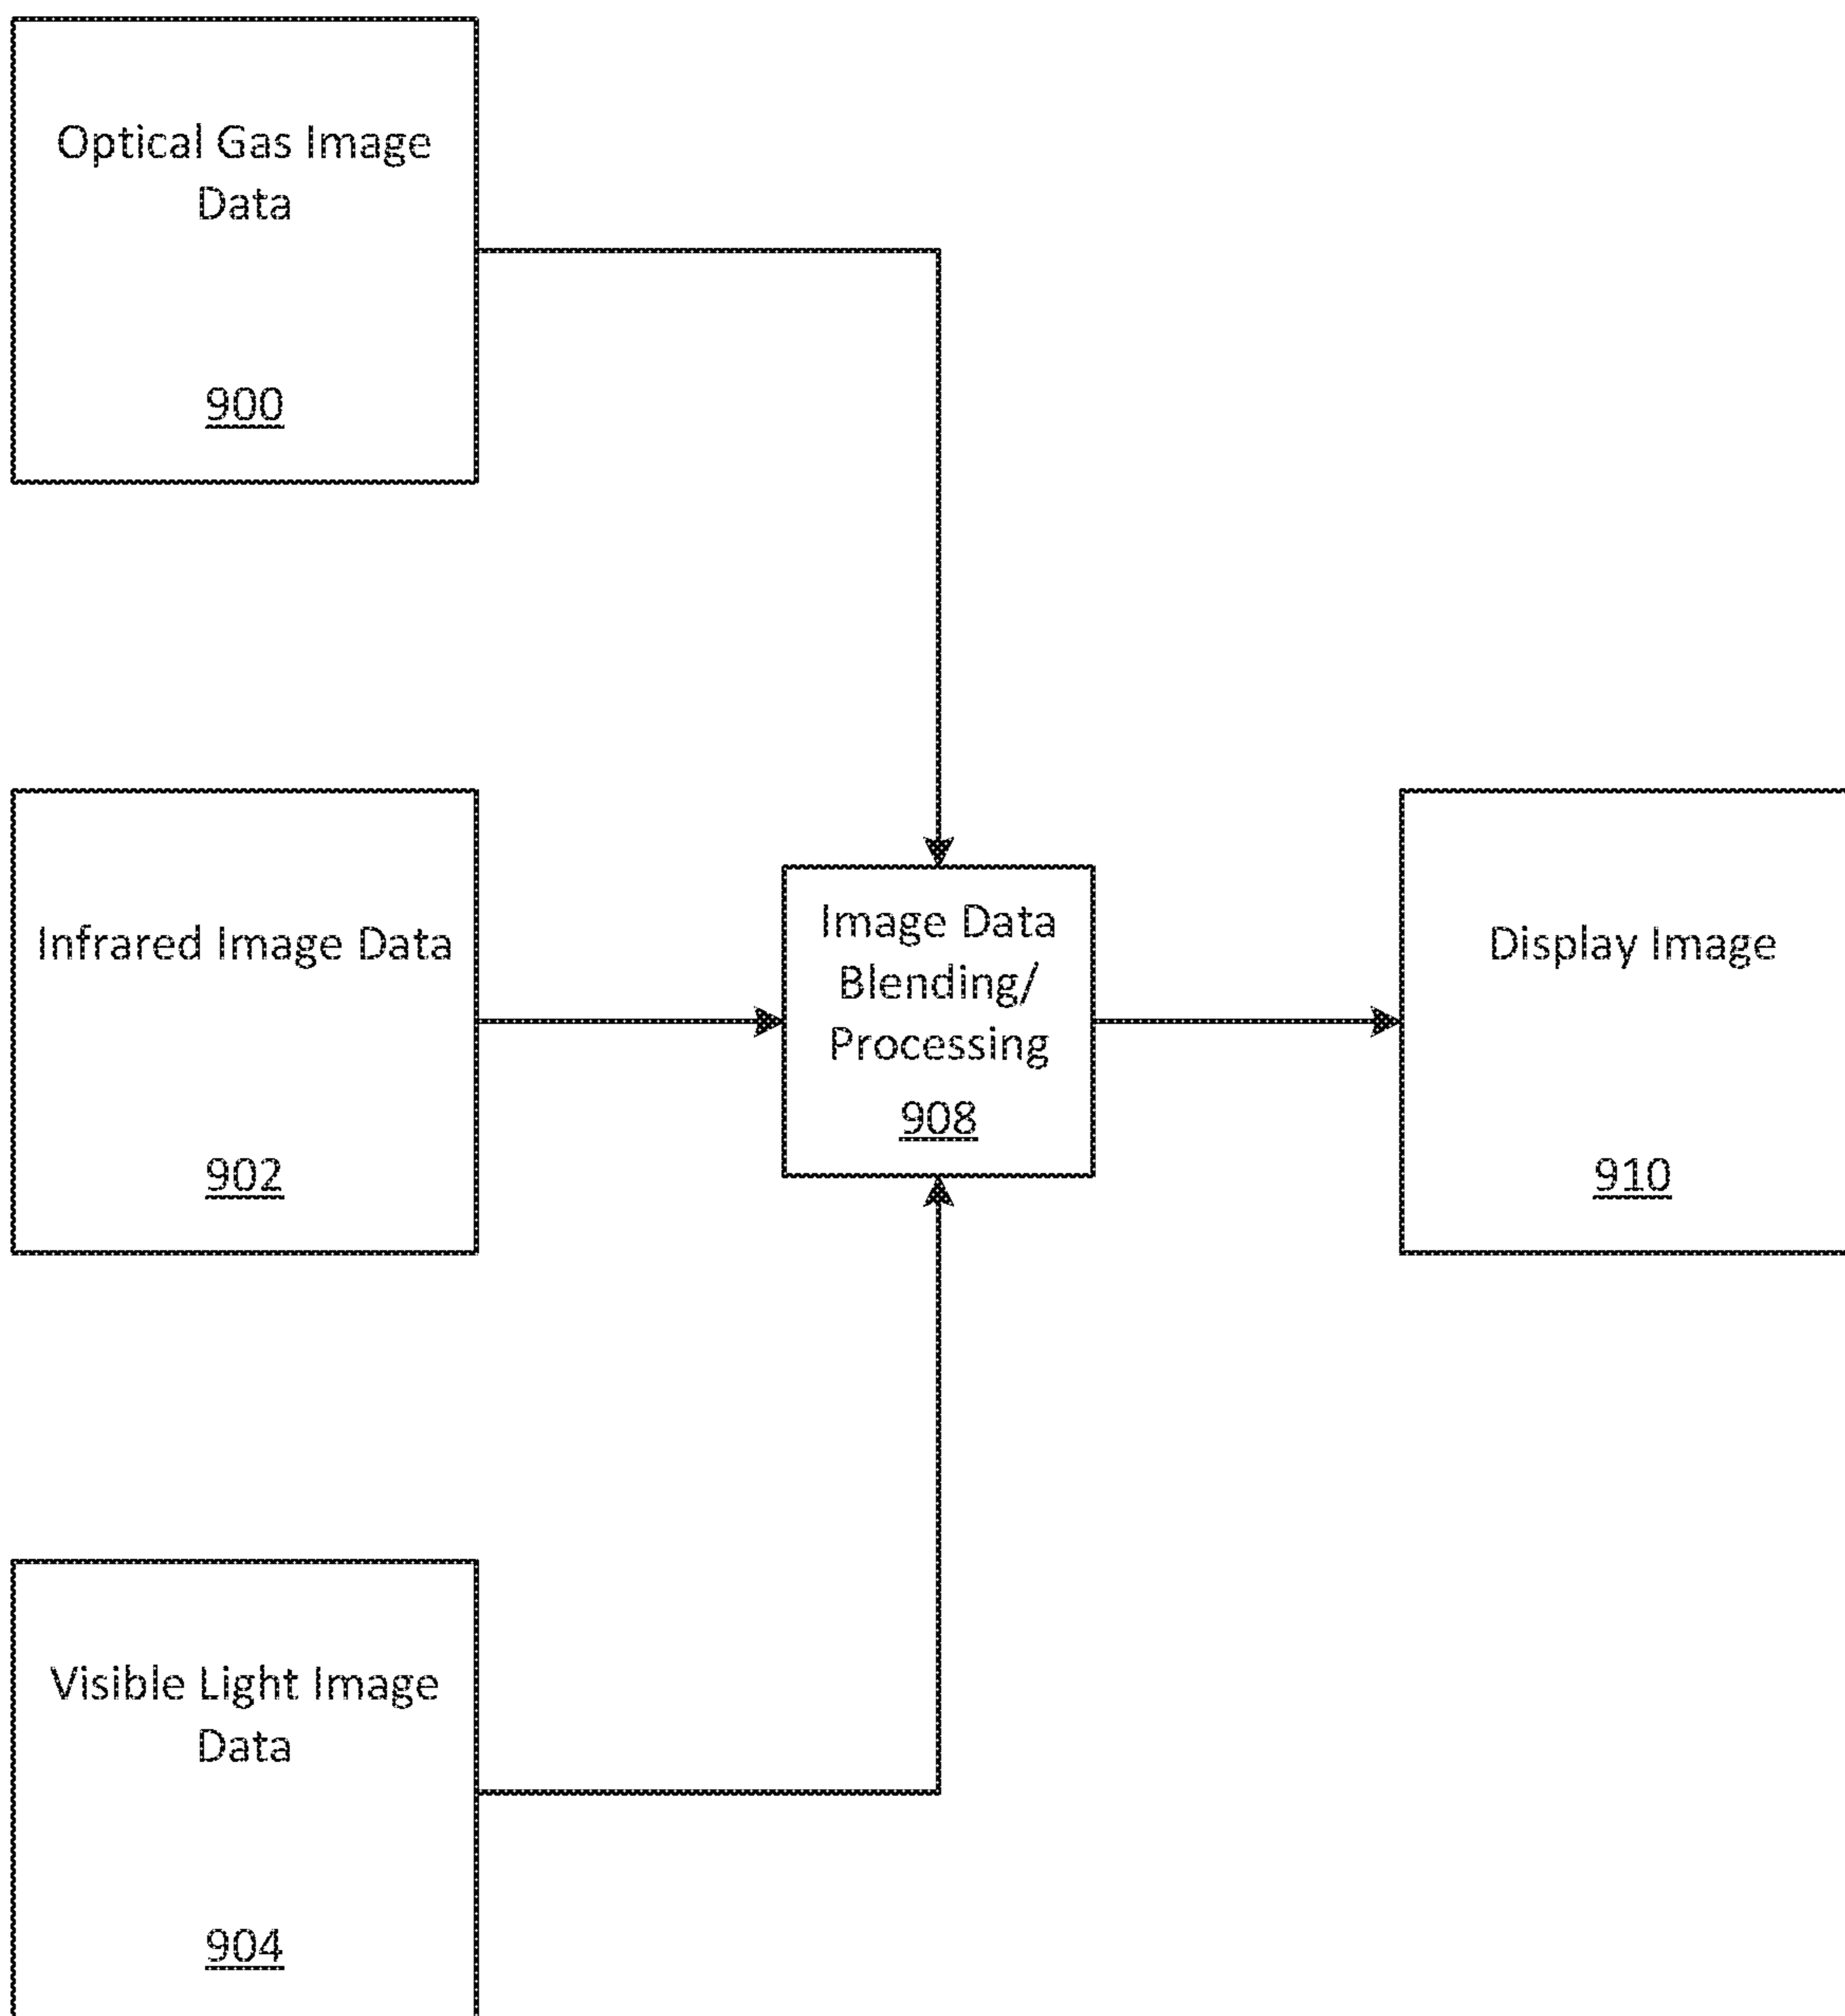 Optical Gas Image
Data
900
Infrared Image Data
902
Image Data
Blending/
Processing
908
Display Image
910
Visible Light Image
Data
904